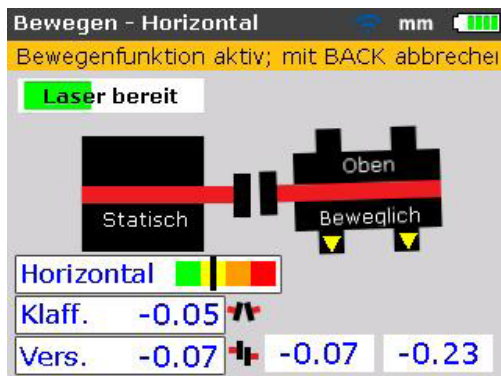 Bewegen - Horizontal mm
Bewegenfunktion aktiv; mit BACK abbrechen
Laser bereit
Oben
Statisch
Beweglich
Horizontal
Klaff. -0.05
Vers. -0.07 -0.07 -0.23